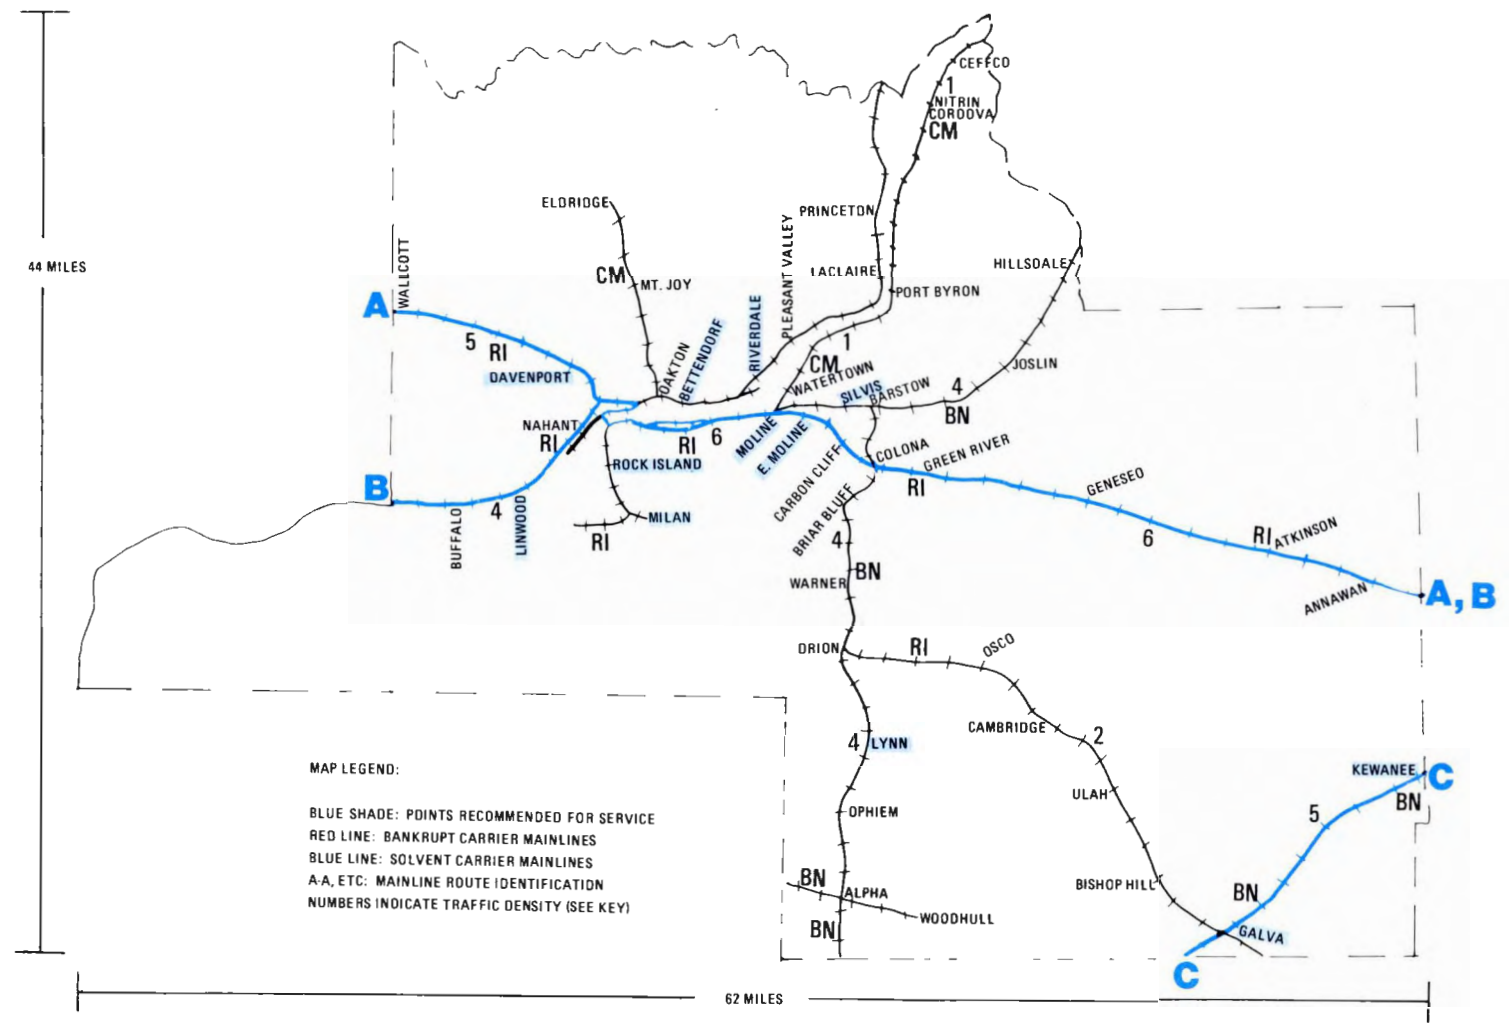 CEFFCO
1
NITRIN
CORDOVA
CM
ELDRIDGE
PRINCETON
PLEASANT VALLEY
WALLCOTT
44 MILES
CM
MT. JOY
LACLAIRE
HILLSDALE
PORT BYRON
A
5
RI
DAVENPORT
OAKTON
BETTENDORF
RIVERDALE
1
CM
WATERTOWN
SILVIS
BARSTOW
4
BN
JOSLIN
NAHANT
RI
RI
6
MOLINE
E. MOLINE
CARBON CLIFF
COLONA
GREEN RIVER
RI
ROCK ISLAND
B
BUFFALO
4
LINWOOD
MILAN
RI
BRIAR BLUFF
4
BN
WARNER
GENESEO
6
RI
ATKINSON
ANNAWAN
A, B
ORION
RI
OSCO
CAMBRIDGE
2
4
LYNN
ULAH
OPHIEM
KEWANEE
C
BN
5
MAP LEGEND:
BLUE SHADE: POINTS RECOMMENDED FOR SERVICE
RED LINE: BANKRUPT CARRIER MAINLINES
BLUE LINE: SOLVENT CARRIER MAINLINES
A-A, ETC: MAINLINE ROUTE IDENTIFICATION
NUMBERS INDICATE TRAFFIC DENSITY (SEE KEY)
BN
ALPHA
WOODHULL
BN
BISHOP HILL
BN
GALVA
C
62 MILES